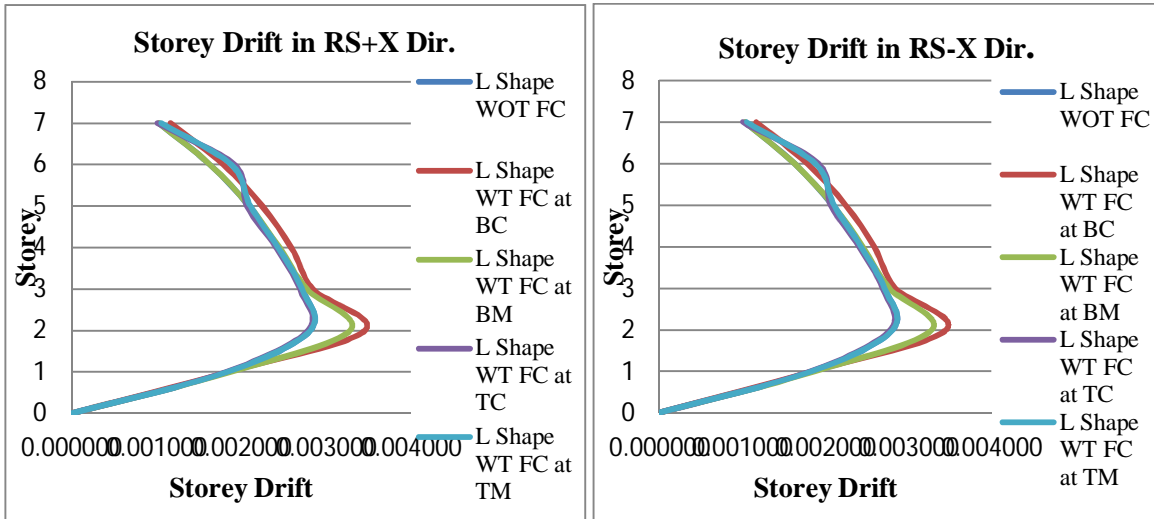 Storey Drift in RS+X Dir.
8
7
6
5
4
3
2
1
0
Storey
0.000000 0.001000 0.002000 0.003000 0.004000
Storey Drift
L Shape
WOT FC
L Shape
WT FC at
BC
L Shape
WT FC at
BM
L Shape
WT FC at
TC
L Shape
WT FC at
TM
Storey Drift in RS-X Dir.
8
7
6
5
4
3
2
1
0
Storey
0.000000 0.001000 0.002000 0.003000 0.004000
Storey Drift
L Shape
WOT FC
L Shape
WT FC
at BC
L Shape
WT FC
at BM
L Shape
WT FC
at TC
L Shape
WT FC
at TM